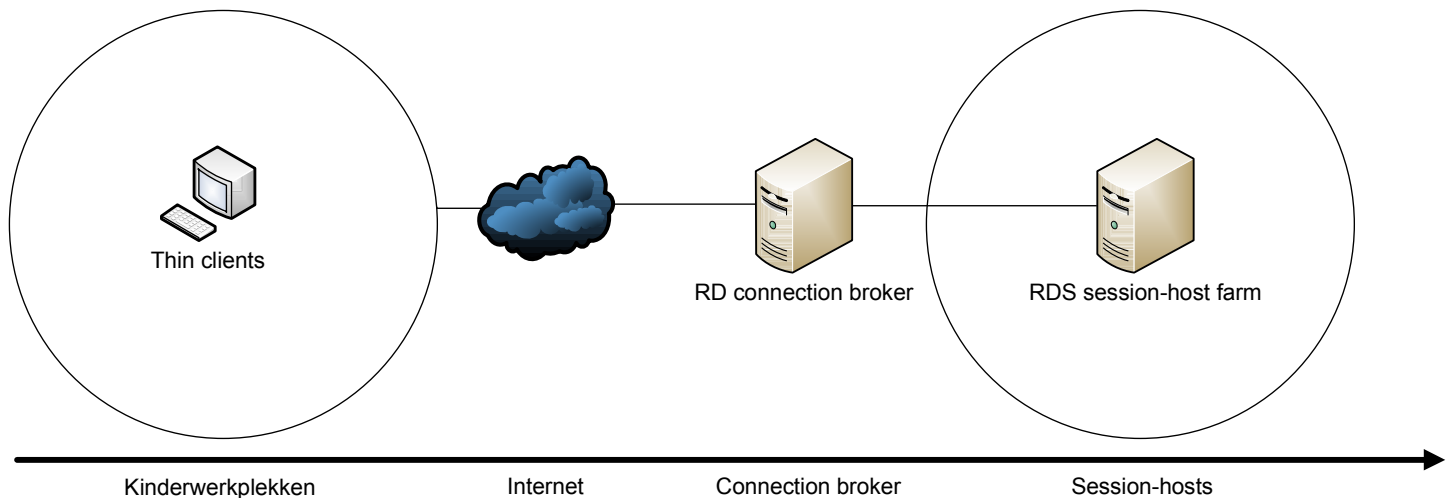 Thin clients
RD connection broker
RDS session-host farm
Kinderwerkplekken
Internet
Connection broker
Session-hosts